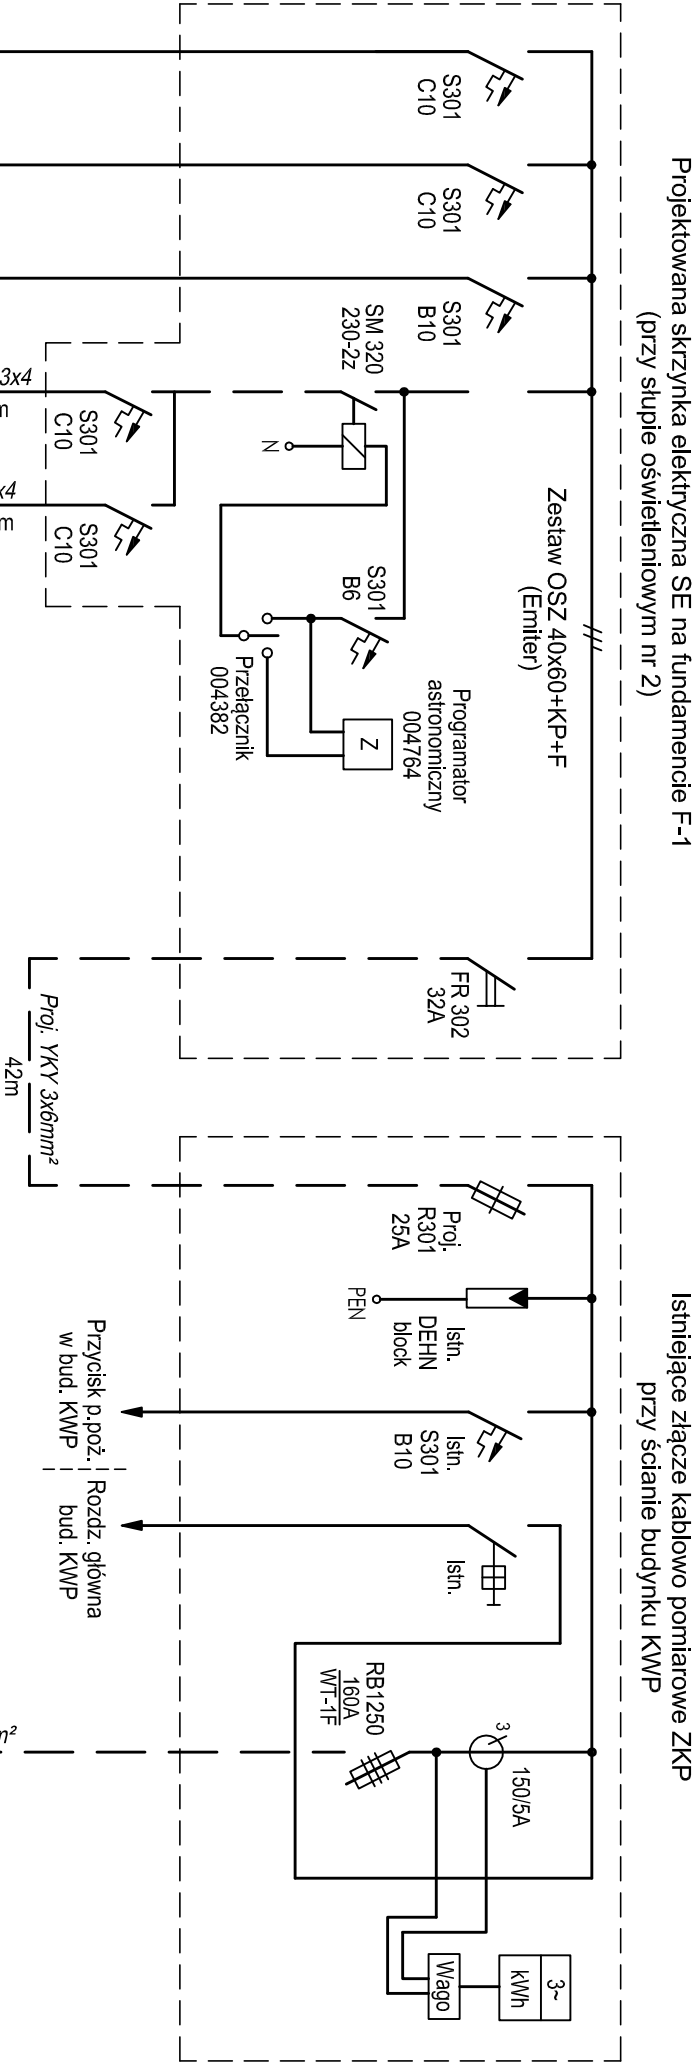 Projektowana skrzynka elektryczna SE na fundamencie F-1
(przy słupie oświetleniowym nr 2)
Zestaw OSZ 40x60+KP+F
(Emiter)
S301
C10
S301
C10
S301
B10
SM 320
230-2z
N
S301
B6
Programator
astronomiczny
004764
Z
Przełącznik
004382
FR 302
32A
3x4
m
S301
C10
x4
m
S301
C10
Proj. YKY 3x6mm²
42m
Istniejące złącze kablowo pomiarowe ZKP
przy ścianie budynku KWP
Proj.
R301
25A
Istn.
DEHN
block
PEN
Istn.
S301
B10
Istn.
Przycisk p.poż.
w bud. KWP
Rozdz. główna
bud. KWP
RB1250
160A
WT-1F
3
150/5A
Wago
3~
kWh
m²